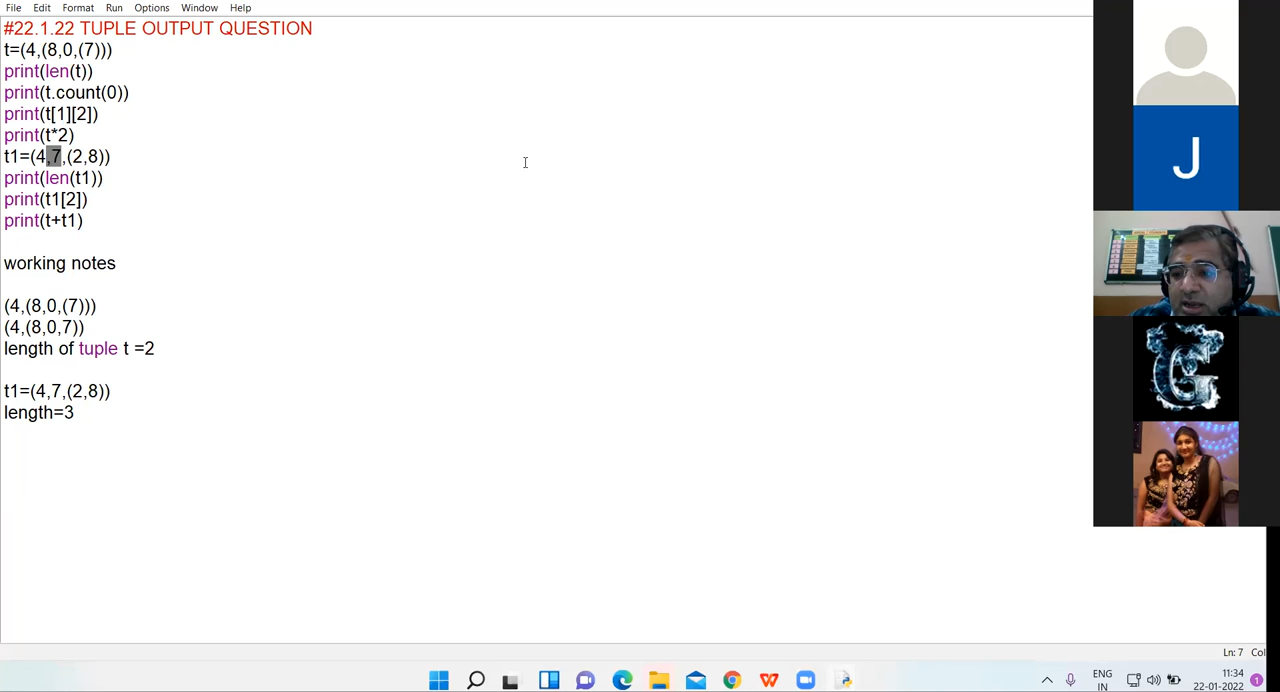 File Edit Format Run Options Window Help
#22.1.22 TUPLE OUTPUT QUESTION
t=(4,(8,0,(7)))
print(len(t))
print(t.count(0))
print(t[1][2])
print(t*2)
t1=(4,7,(2,8))
print(len(t1))
print(t1[2])
print(t+t1)
working notes
(4,(8,0,(7)))
(4,(8,0,7))
length of tuple t =2
t1=(4,7,(2,8))
length=3
J
G
Ln: 7 Col
ENG
IN
11:34
22-01-2022
1